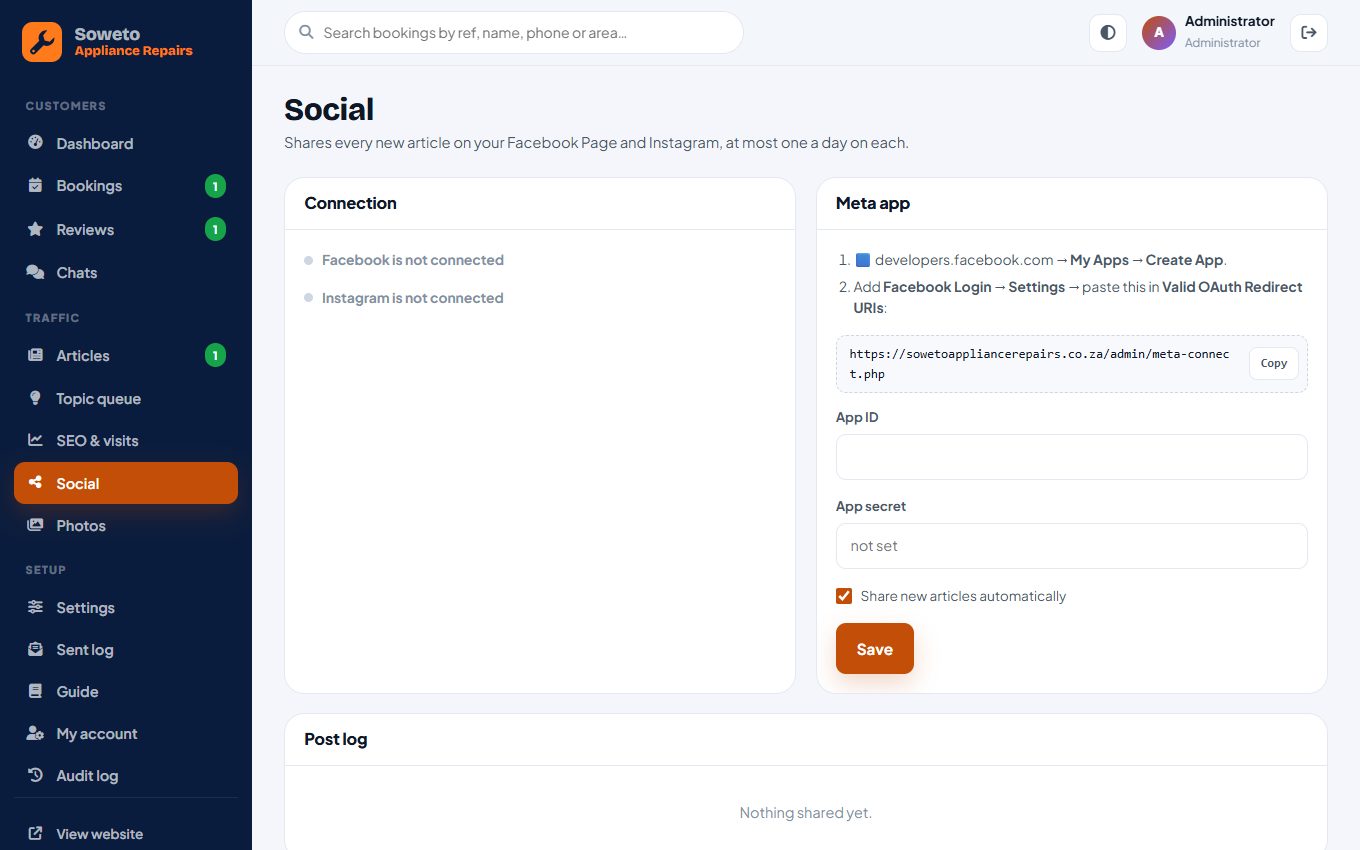 Soweto
Appliance Repairs
Search bookings by ref, name, phone or area...
A
Administrator
Administrator
CUSTOMERS
Dashboard
Bookings 1
Reviews 1
Chats
TRAFFIC
Articles 1
Topic queue
SEO & visits
Social
Photos
SETUP
Settings
Sent log
Guide
My account
Audit log
View website
Social
Shares every new article on your Facebook Page and Instagram, at most one a day on each.
Connection
Facebook is not connected
Instagram is not connected
Meta app
1. developers.facebook.com → My Apps → Create App.
2. Add Facebook Login → Settings → paste this in Valid OAuth Redirect
URIs:
https://sowetoappliancerepairs.co.za/admin/meta-connec
t.php
Copy
App ID
App secret
not set
Share new articles automatically
Save
Post log
Nothing shared yet.